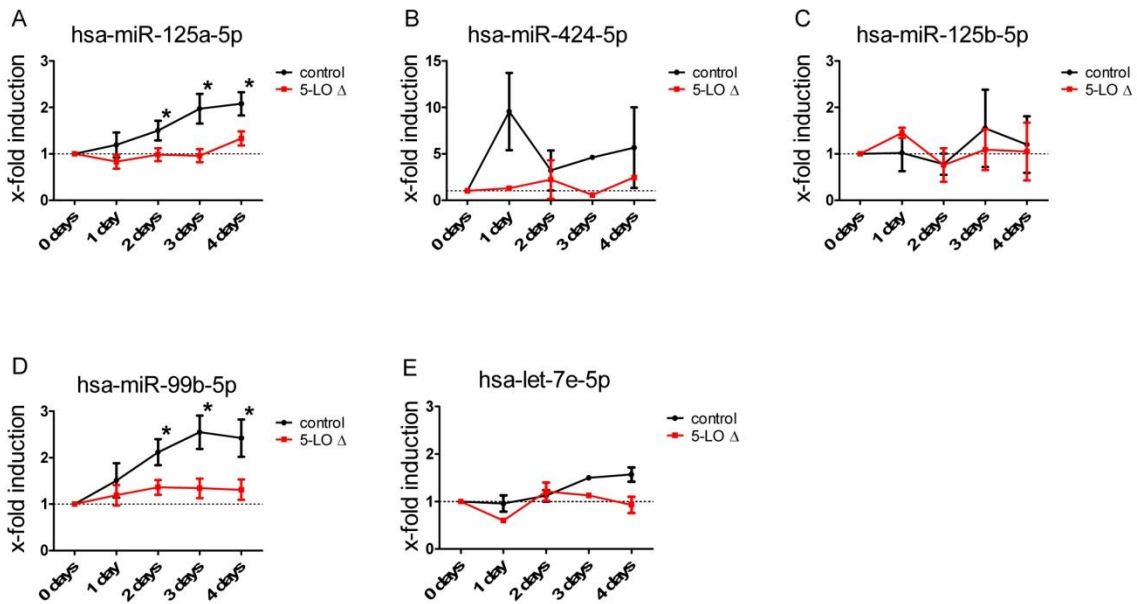 A
hsa-miR-125a-5p
x-fold induction
3
2
1
0
* * *
control
5-LO Δ
0 days
1 day
2 days
3 days
4 days
B
hsa-miR-424-5p
x-fold induction
15
10
5
0
control
5-LO Δ
0 days
1 day
2 days
3 days
4 days
C
hsa-miR-125b-5p
x-fold induction
3
2
1
0
control
5-LO Δ
0 days
1 day
2 days
3 days
4 days
D
hsa-miR-99b-5p
x-fold induction
3
2
1
0
* * *
control
5-LO Δ
0 days
1 day
2 days
3 days
4 days
E
hsa-let-7e-5p
x-fold induction
3
2
1
0
control
5-LO Δ
0 days
1 day
2 days
3 days
4 days